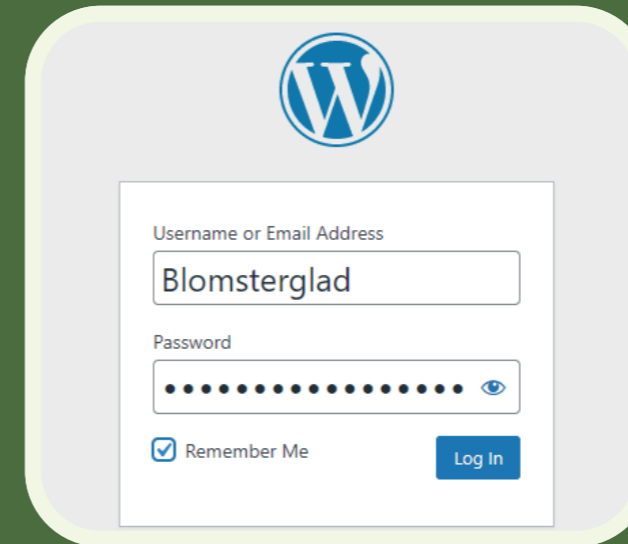 Username or Email Address
Blomsterglad
Password
•••••••••••••••••
Remember Me
Log In